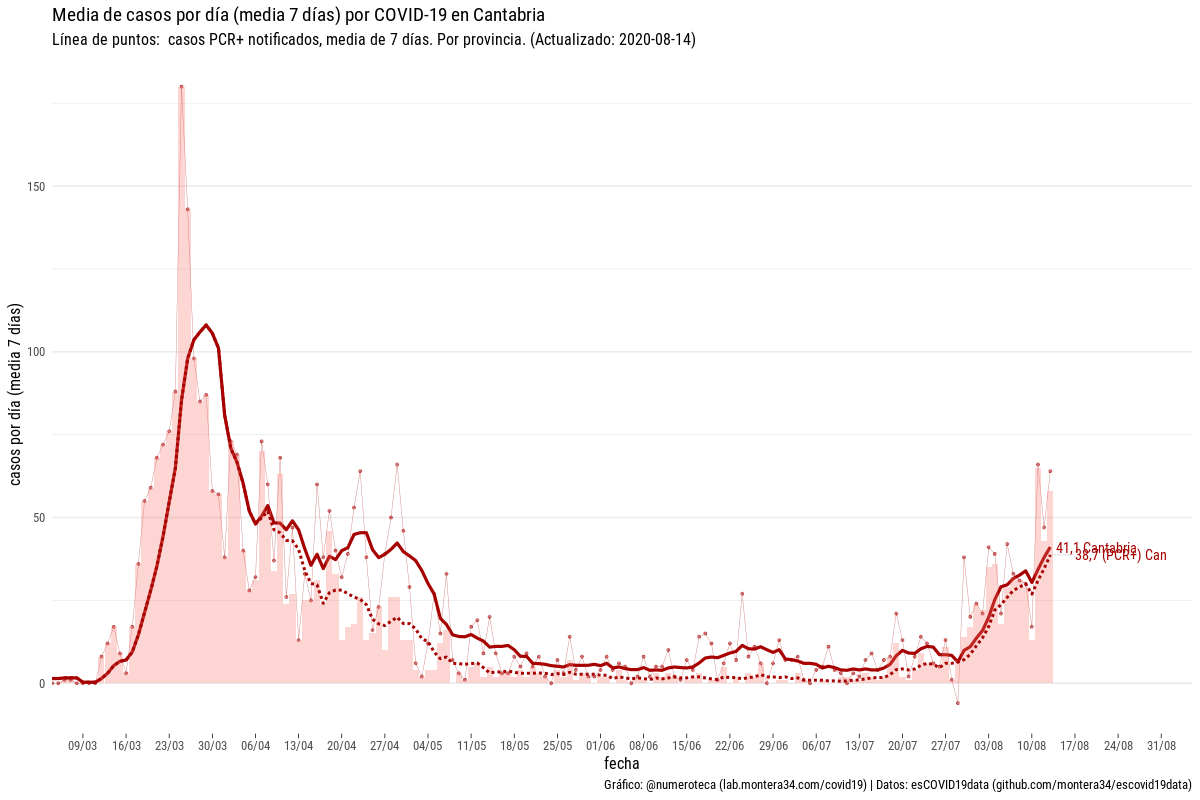 Media de casos por día (media 7 días) por COVID-19 en Cantabria
Línea de puntos:  casos PCR+ notificados, media de 7 días. Por provincia. (Actualizado: 2020-08-14)
casos por día (media 7 días)
150
100
50
0
41,1 Cantabria
38,7 (PCR+) Can
09/03 16/03 23/03 30/03 06/04 13/04 20/04 27/04 04/05 11/05 18/05 25/05 01/06 08/06 15/06 22/06 29/06 06/07 13/07 20/07 27/07 03/08 10/08 17/08 24/08 31/08
fecha
Gráfico: @numeroteca (lab.montera34.com/covid19) | Datos: esCOVID19data (github.com/montera34/escovid19data)